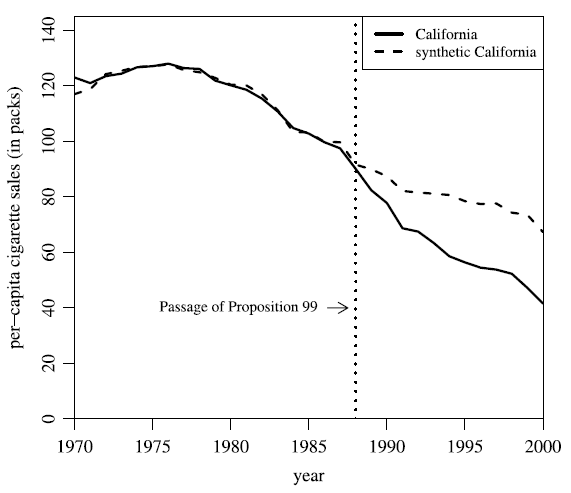 California
synthetic California
per−capita cigarette sales (in packs)
140
120
100
80
60
40
20
0
Passage of Proposition 99
1970 1975 1980 1985 1990 1995 2000
year